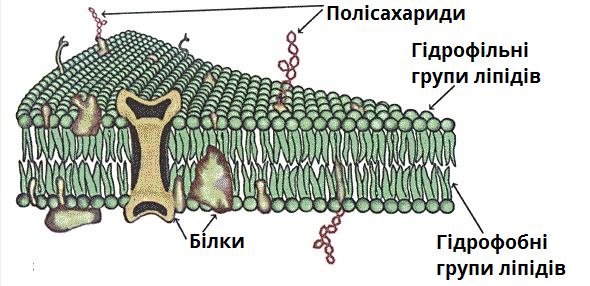 Полісахариди
Гідрофільні
групи ліпідів
Білки
Гідрофобні
групи ліпідів